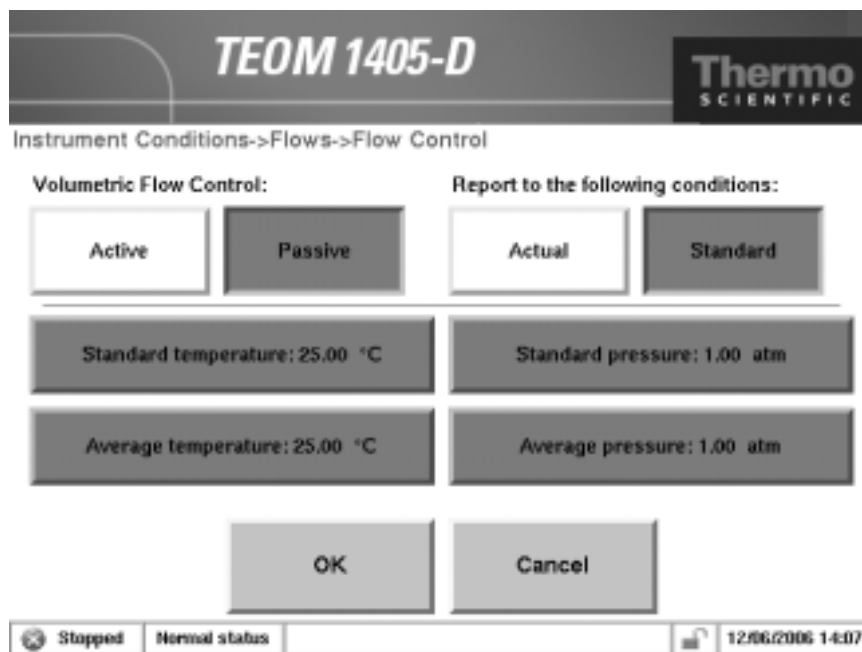 TEOM 1405-D
Thermo
SCIENTIFIC
Instrument Conditions->Flows->Flow Control
Volumetric Flow Control:
Report to the following conditions:
Active
Passive
Actual
Standard
Standard temperature: 25.00 °C
Standard pressure: 1.00 atm
Average temperature: 25.00 °C
Average pressure: 1.00 atm
OK
Cancel
Stopped
Normal status
12/06/2006 14:07